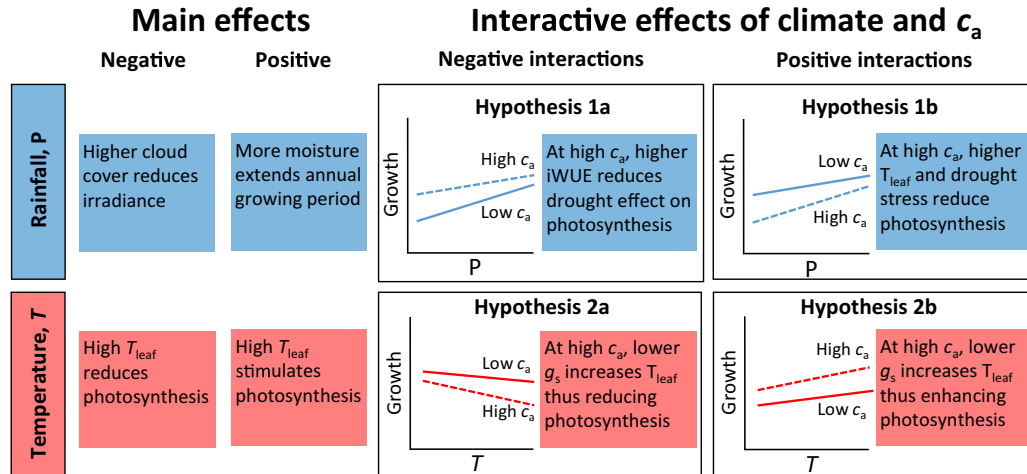 Main effects
Interactive effects of climate and cₐ
Negative
Positive
Negative interactions
Positive interactions
Rainfall, P
Higher cloud
cover reduces
irradiance
More moisture
extends annual
growing period
Hypothesis 1a
Growth
High cₐ
Low cₐ
P
At high cₐ, higher
iWUE reduces
drought effect on
photosynthesis
Hypothesis 1b
Growth
Low cₐ
High cₐ
P
At high cₐ, higher
Tleaf and drought
stress reduce
photosynthesis
Temperature, T
High Tleaf
reduces
photosynthesis
High Tleaf
stimulates
photosynthesis
Hypothesis 2a
Growth
Low cₐ
High cₐ
T
At high cₐ, lower
gₛ increases Tleaf
thus reducing
photosynthesis
Hypothesis 2b
Growth
High cₐ
Low cₐ
T
At high cₐ, lower
gₛ increases Tleaf
thus enhancing
photosynthesis